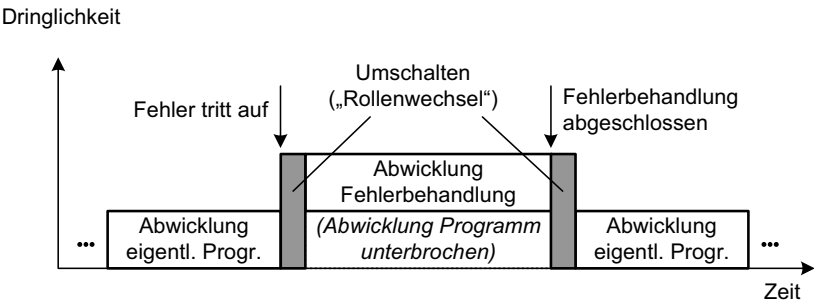 Dringlichkeit
Umschalten
(„Rollenwechsel“)
Fehler tritt auf
Fehlerbehandlung
abgeschlossen
Abwicklung
Fehlerbehandlung
...
Abwicklung
eigentl. Progr.
(Abwicklung Programm
unterbrochen)
Abwicklung
eigentl. Progr.
...
Zeit